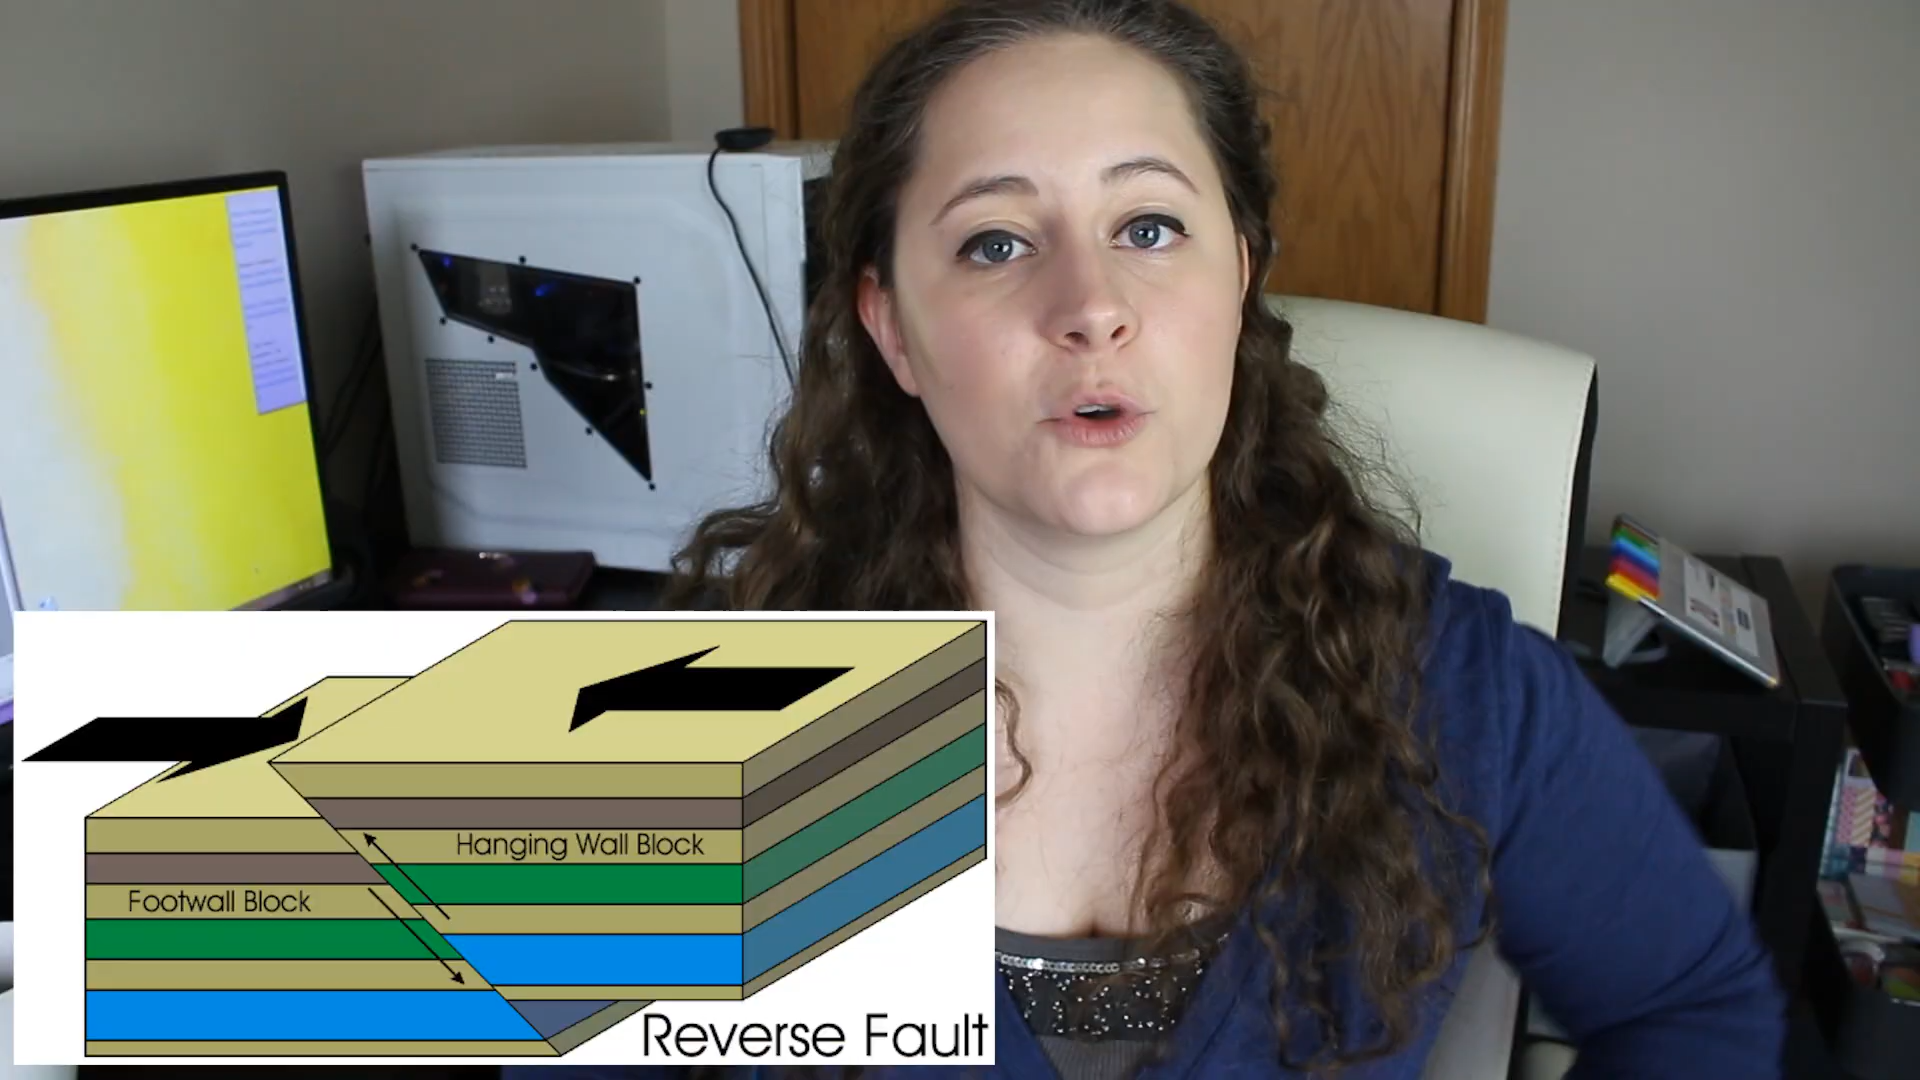 Hanging Wall Block
Footwall Block
Reverse Fault